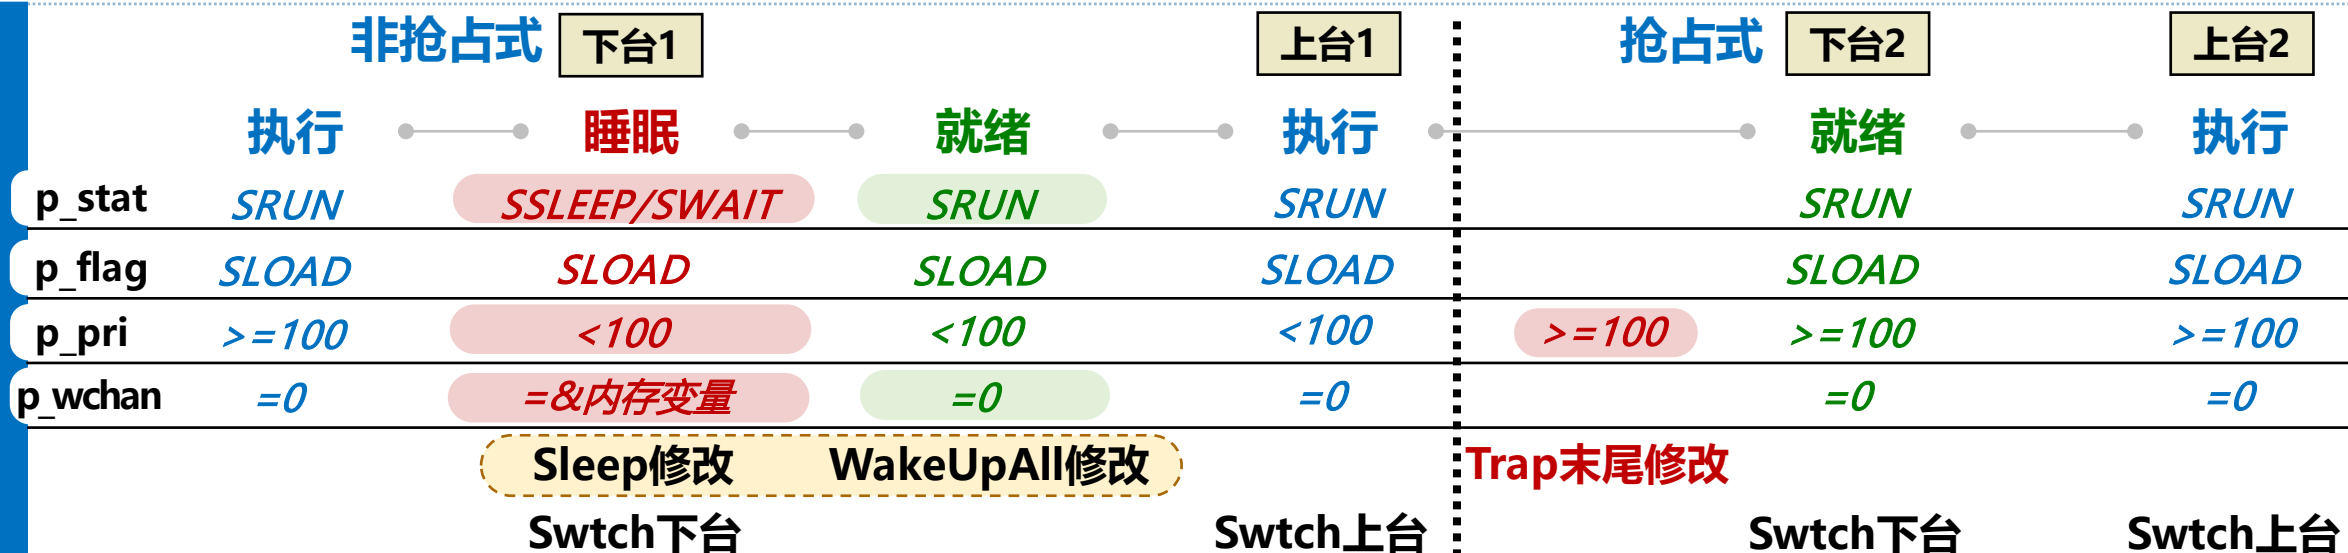 非抢占式 下台1 上台1 抢占式 下台2 上台2
执行 睡眠 就绪 执行 就绪 执行
p_stat SRUN SSLEEP/SWAIT SRUN SRUN SRUN SRUN
p_flag SLOAD SLOAD SLOAD SLOAD SLOAD SLOAD
p_pri >=100 <100 <100 <100 >=100 >=100 >=100
p_wchan =0 =&内存变量 =0 =0 =0 =0
Sleep修改 WakeUpAll修改 Trap末尾修改
Swtch下台 Swtch上台 Swtch下台 Swtch上台